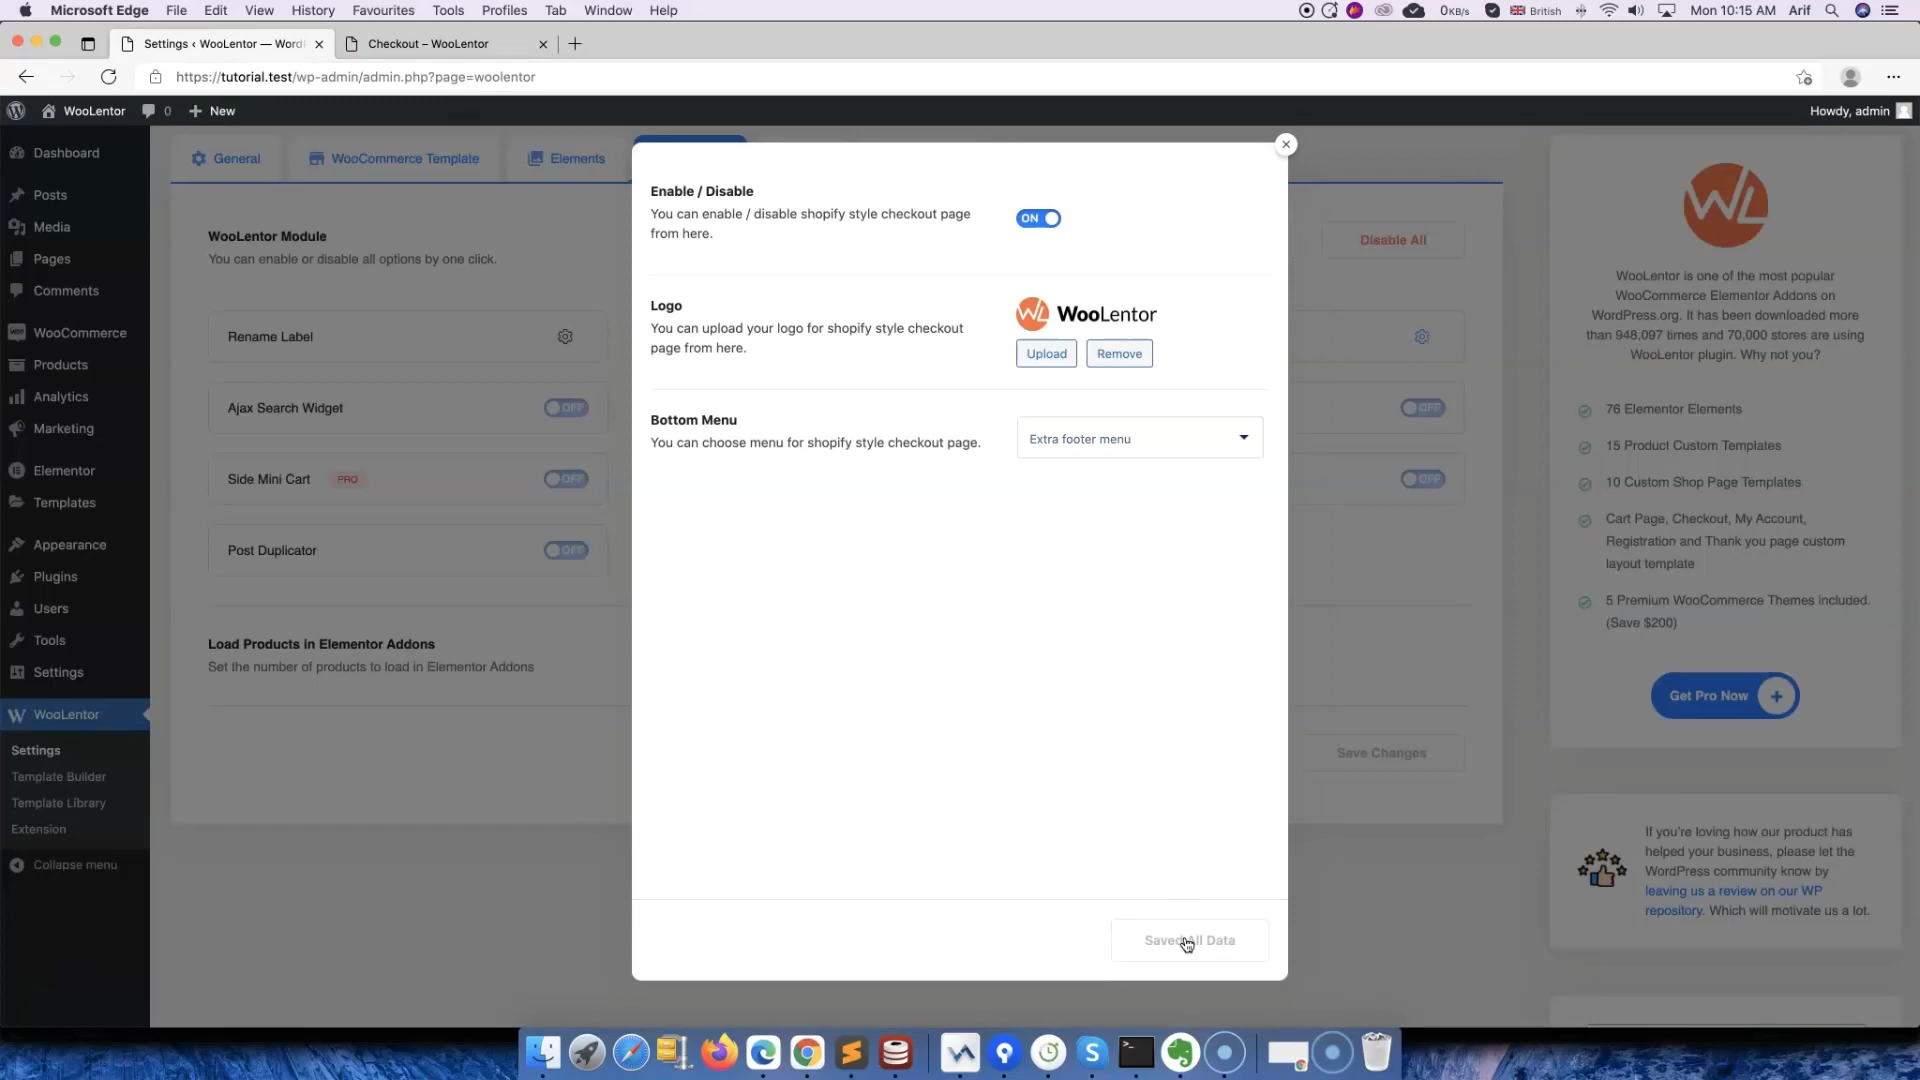 Microsoft Edge File Edit View History Favourites Tools Profiles Tab Window Help
0KB/s British Mon 10:15 AM Arif
Settings ‹ WooLentor — Word
Checkout – WooLentor
https://tutorial.test/wp-admin/admin.php?page=woolentor
WooLentor 0 New
Howdy, admin
Dashboard
Posts
Media
Pages
Comments
WooCommerce
Products
Analytics
Marketing
Elementor
Templates
Appearance
Plugins
Users
Tools
Settings
WooLentor
Settings
Template Builder
Template Library
Extension
Collapse menu
General
WooCommerce Template
Elements
WooLentor Module
You can enable or disable all options by one click.
Disable All
Rename Label
Ajax Search Widget
OFF
OFF
Side Mini Cart PRO
OFF
OFF
Post Duplicator
OFF
Load Products in Elementor Addons
Set the number of products to load in Elementor Addons
Save Changes
Enable / Disable
You can enable / disable shopify style checkout page
from here.
ON
Logo
You can upload your logo for shopify style checkout
page from here.
WL WooLentor
Upload
Remove
Bottom Menu
You can choose menu for shopify style checkout page.
Extra footer menu
Saved All Data
WL
WooLentor is one of the most popular
WooCommerce Elementor Addons on
WordPress.org. It has been downloaded more
than 948,097 times and 70,000 stores are using
WooLentor plugin. Why not you?
76 Elementor Elements
15 Product Custom Templates
10 Custom Shop Page Templates
Cart Page, Checkout, My Account,
Registration and Thank you page custom
layout template
5 Premium WooCommerce Themes included.
(Save $200)
Get Pro Now +
If you're loving how our product has
helped your business, please let the
WordPress community know by
leaving us a review on our WP
repository. Which will motivate us a lot.